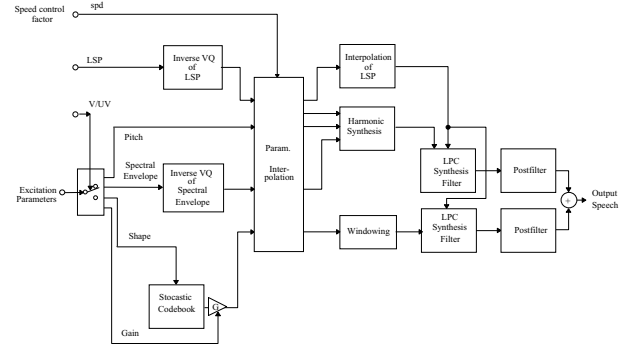 Speed control
factor
spd
LSP
Inverse VQ
of
LSP
Interpolation
of
LSP
V/UV
Pitch
Harmonic
Synthesis
Param.
Inter-
polation
Spectral
Envelope
Inverse VQ
of
Spectral
Envelope
LPC
Synthesis
Filter
Postfilter
Excitation
Parameters
+
Output
Speech
Shape
Windowing
LPC
Synthesis
Filter
Postfilter
Stocastic
Codebook
G
Gain